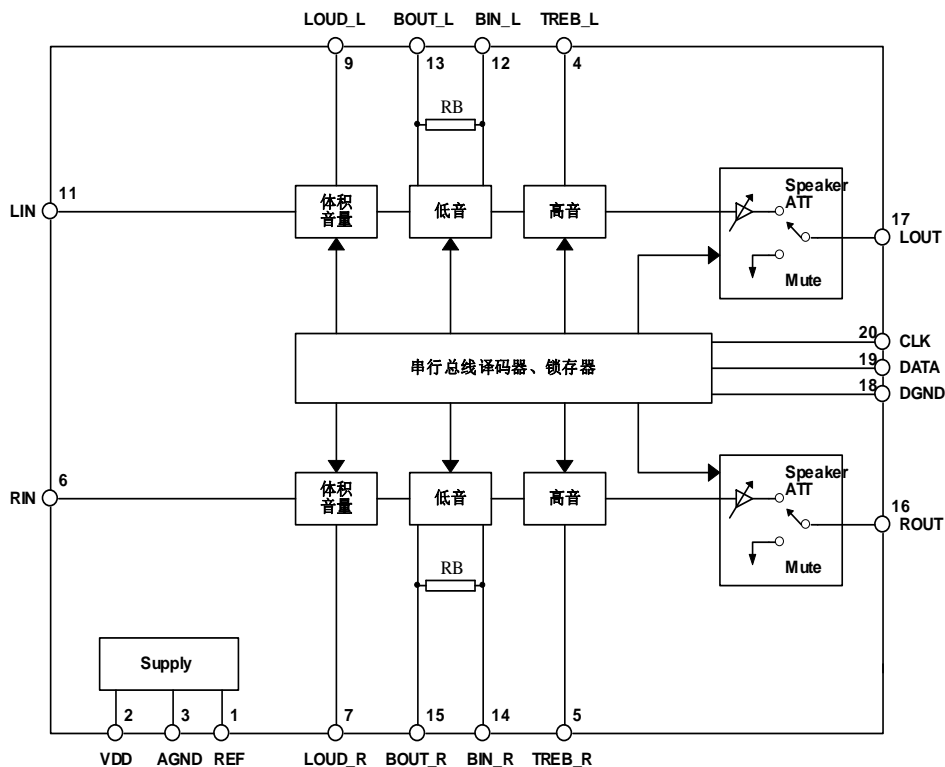 LOUD_L BOUT_L BIN_L TREB_L
9 13 12 4
RB
11
LIN
体积
音量
低音
高音
Speaker
ATT
Mute
17
LOUT
串行总线译码器、锁存器
20
CLK
19
DATA
18
DGND
6
RIN
体积
音量
低音
高音
Speaker
ATT
Mute
16
ROUT
RB
Supply
2 3 1 7 15 14 5
VDD AGND REF LOUD_R BOUT_R BIN_R TREB_R